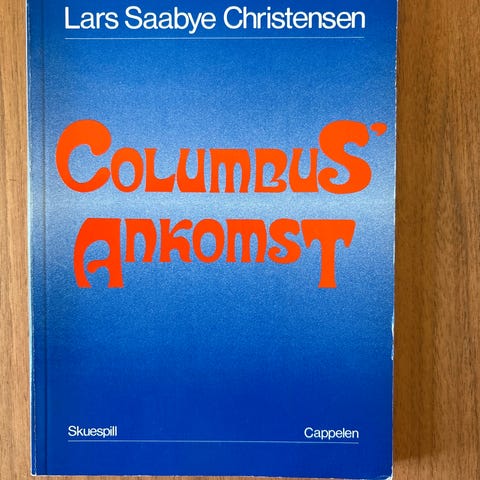 Lars Saabye Christensen
COLUMBUS'
ANKOMST
Skuespill
Cappelen